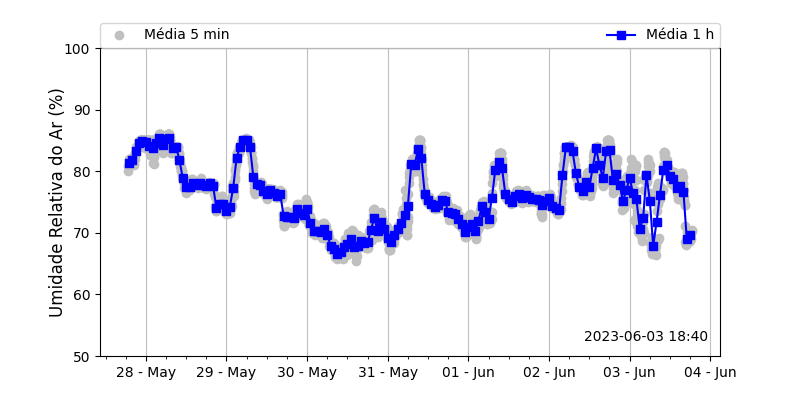 Média 5 min
Média 1 h
Umidade Relativa do Ar (%)
100
90
80
70
60
50
2023-06-03 18:40
28 - May
29 - May
30 - May
31 - May
01 - Jun
02 - Jun
03 - Jun
04 - Jun